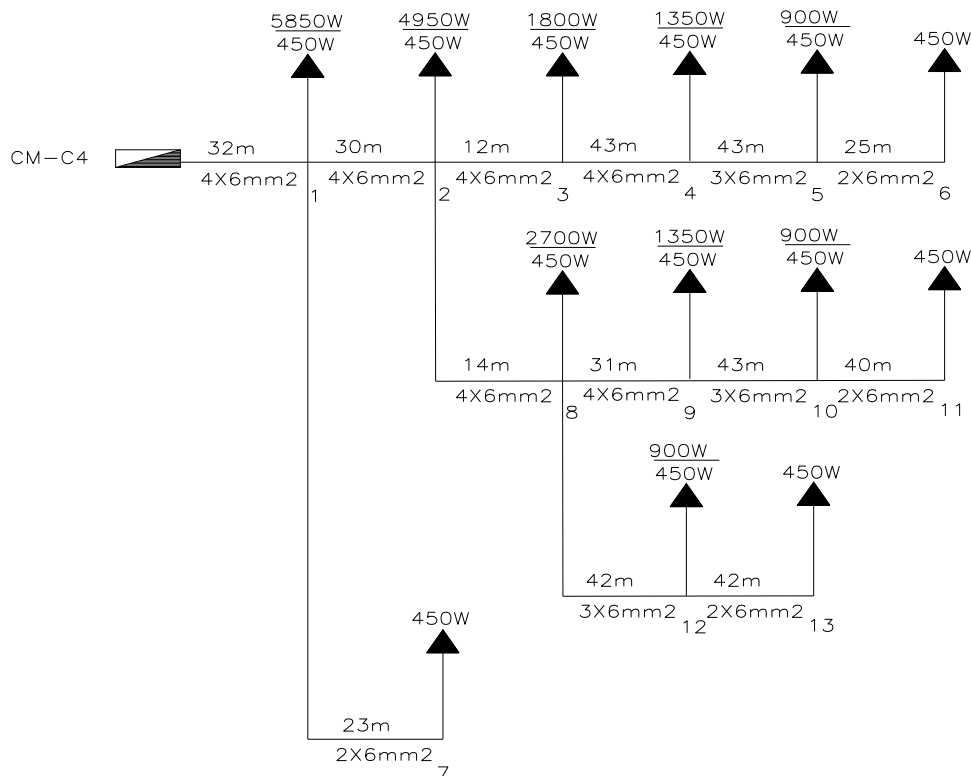 5850W 4950W 1800W 1350W 900W
450W 450W 450W 450W 450W 450W
CM-C4 32m 30m 12m 43m 43m 25m
4X6mm2 4X6mm2 4X6mm2 4X6mm2 3X6mm2 2X6mm2
1 2 3 4 5 6
2700W 1350W 900W
450W 450W 450W 450W
14m 31m 43m 40m
4X6mm2 4X6mm2 3X6mm2 2X6mm2
8 9 10 11
900W
450W 450W
42m 42m
3X6mm2 2X6mm2
12 13
450W
23m
2X6mm2
7